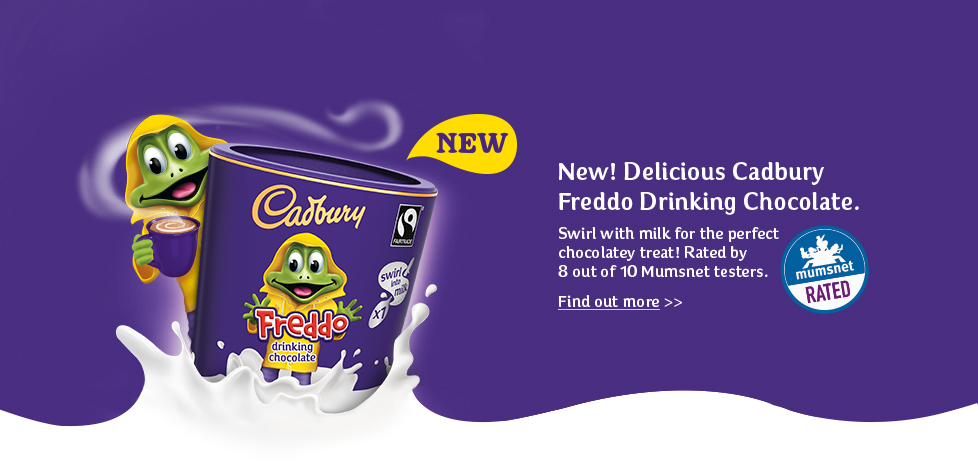 NEW
Cadbury
FAIRTRADE
swirl
into
milk
x7
Freddo
drinking
chocolate
New! Delicious Cadbury
Freddo Drinking Chocolate.
Swirl with milk for the perfect
chocolatey treat! Rated by
8 out of 10 Mumsnet testers.
Find out more >>
mumsnet
RATED